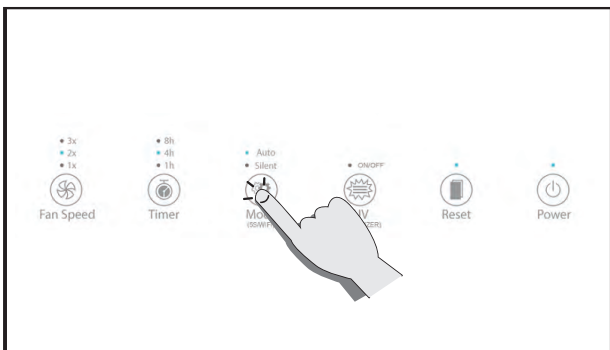 3x
2x
1x
Fan Speed
8h
4h
1h
Timer
Auto
Silent
ON/OFF
Reset
Power